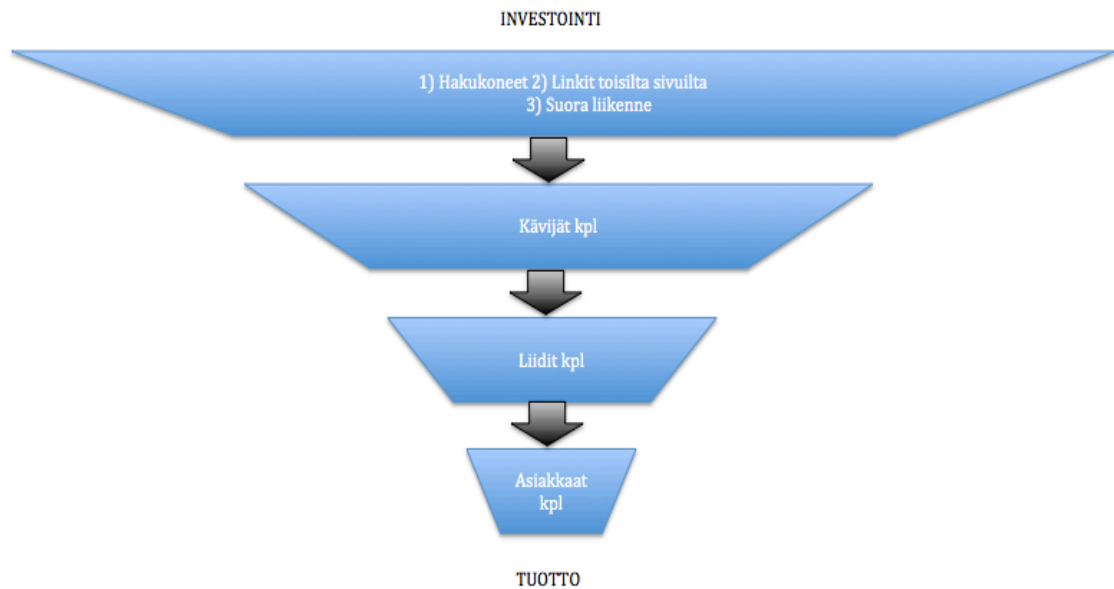 INVESTOINTI
1) Hakukoneet 2) Linkit toisilta sivuilta
3) Suora liikenne
Kävijät kpl
Liidit kpl
Asiakkaat
kpl
TUOTTO